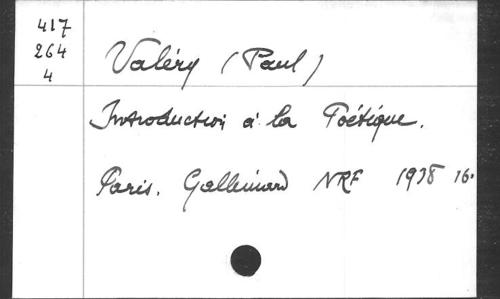 417
264
4
Valéry (Paul)
Introduction à la Poétique.
Paris. Gallimard NRF 1938 16°